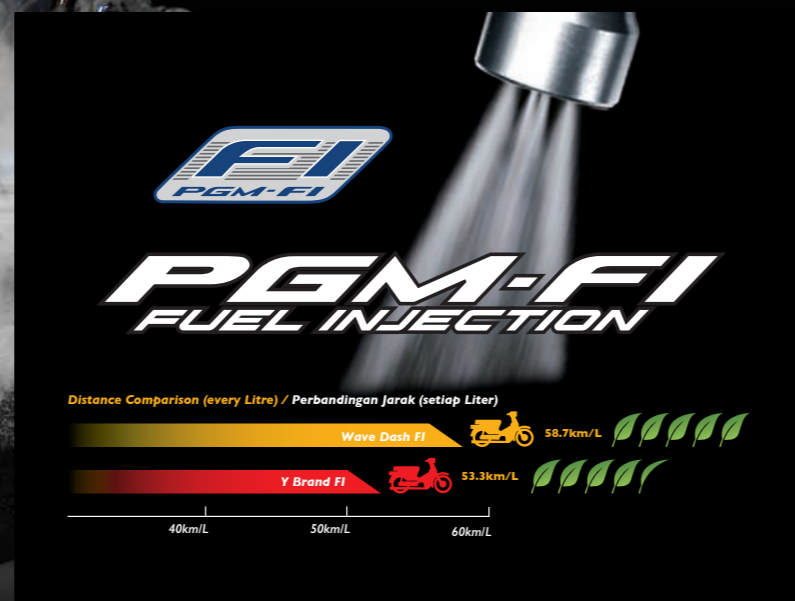 FI
PGM-FI
PGM-FI
FUEL INJECTION
Distance Comparison (every Litre) / Perbandingan Jarak (setiap Liter)
Wave Dash FI 58.7km/L
Y Brand FI 53.3km/L
40km/L 50km/L 60km/L